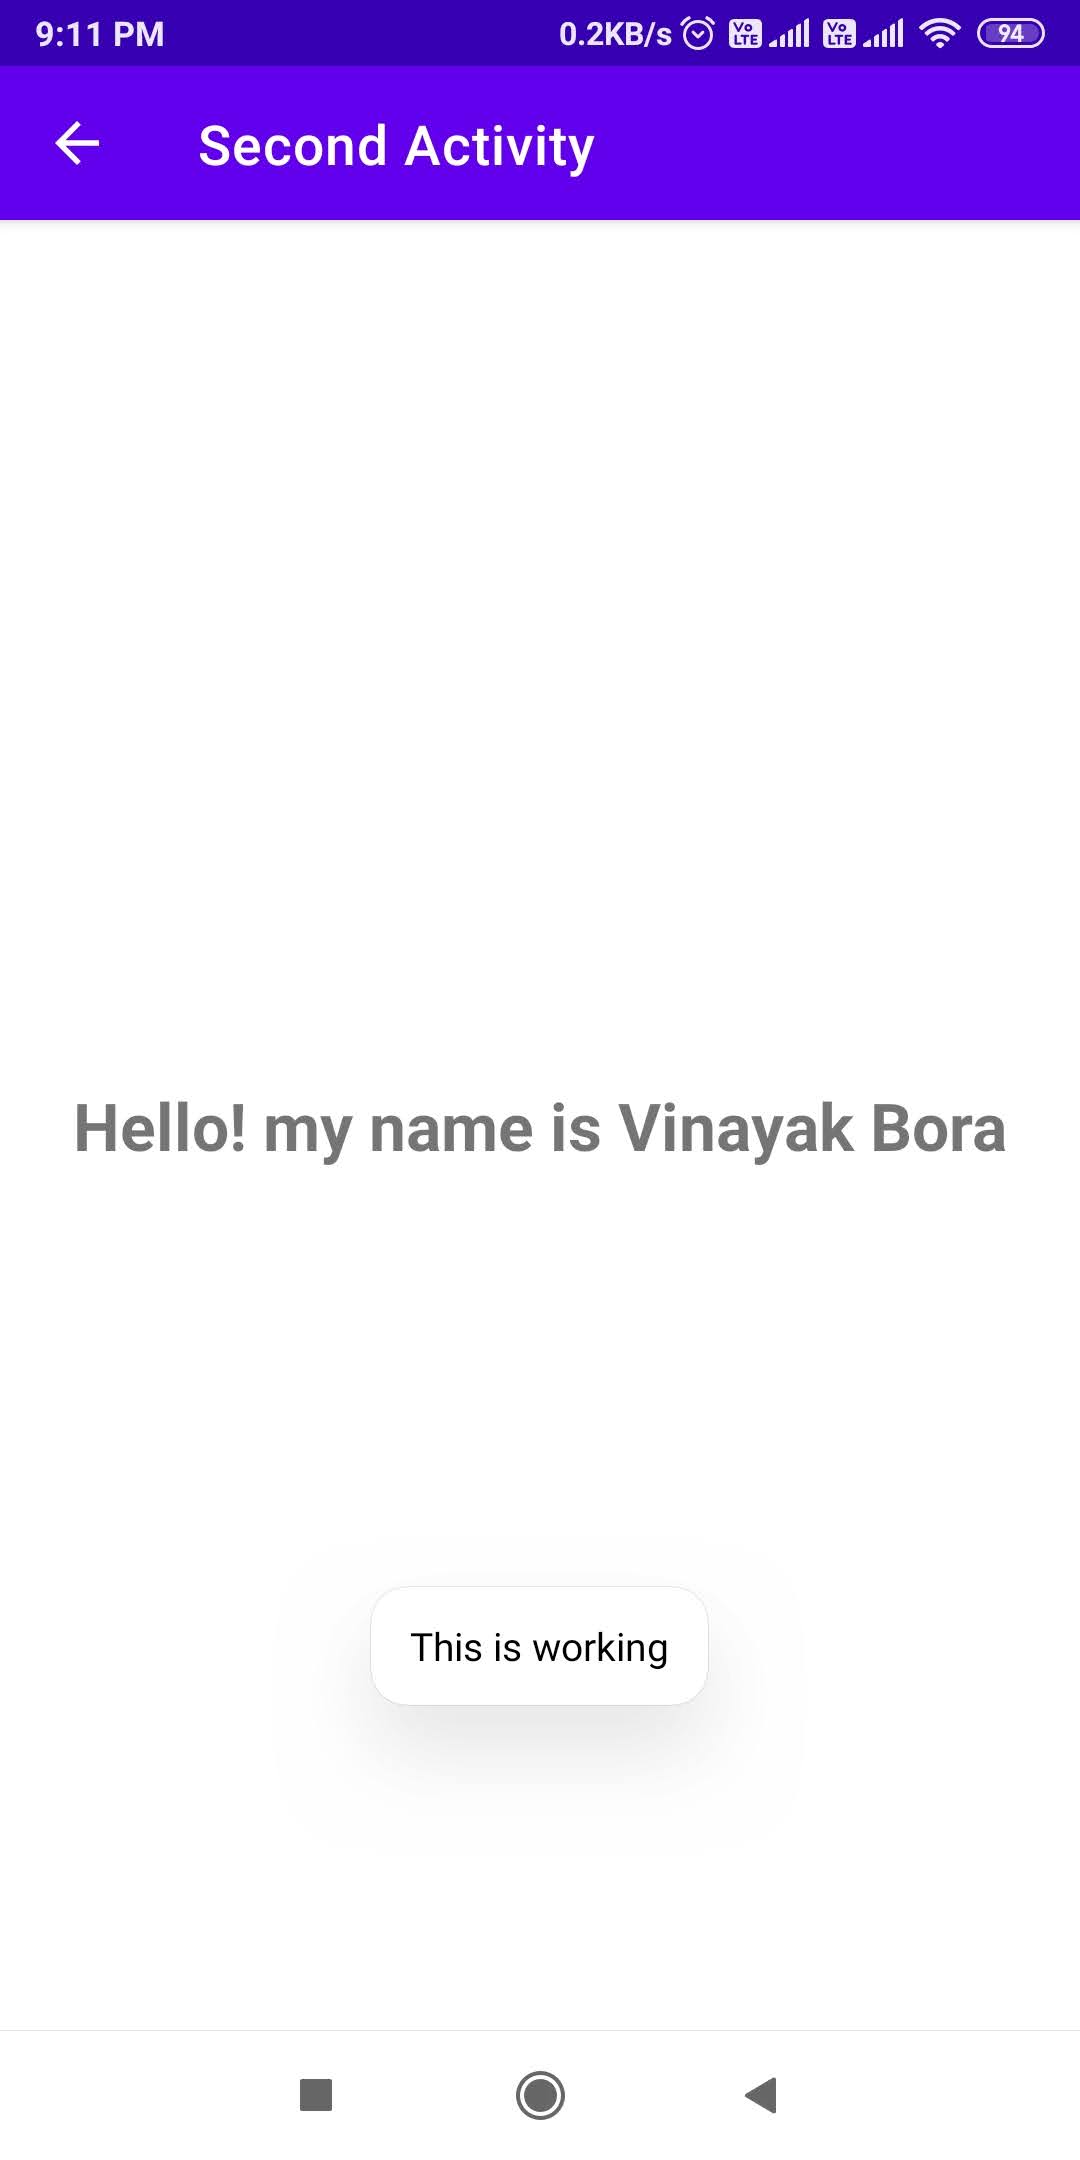 9:11 PM 0.2KB/s Vo LTE Vo LTE 94
Second Activity
Hello! my name is Vinayak Bora
This is working